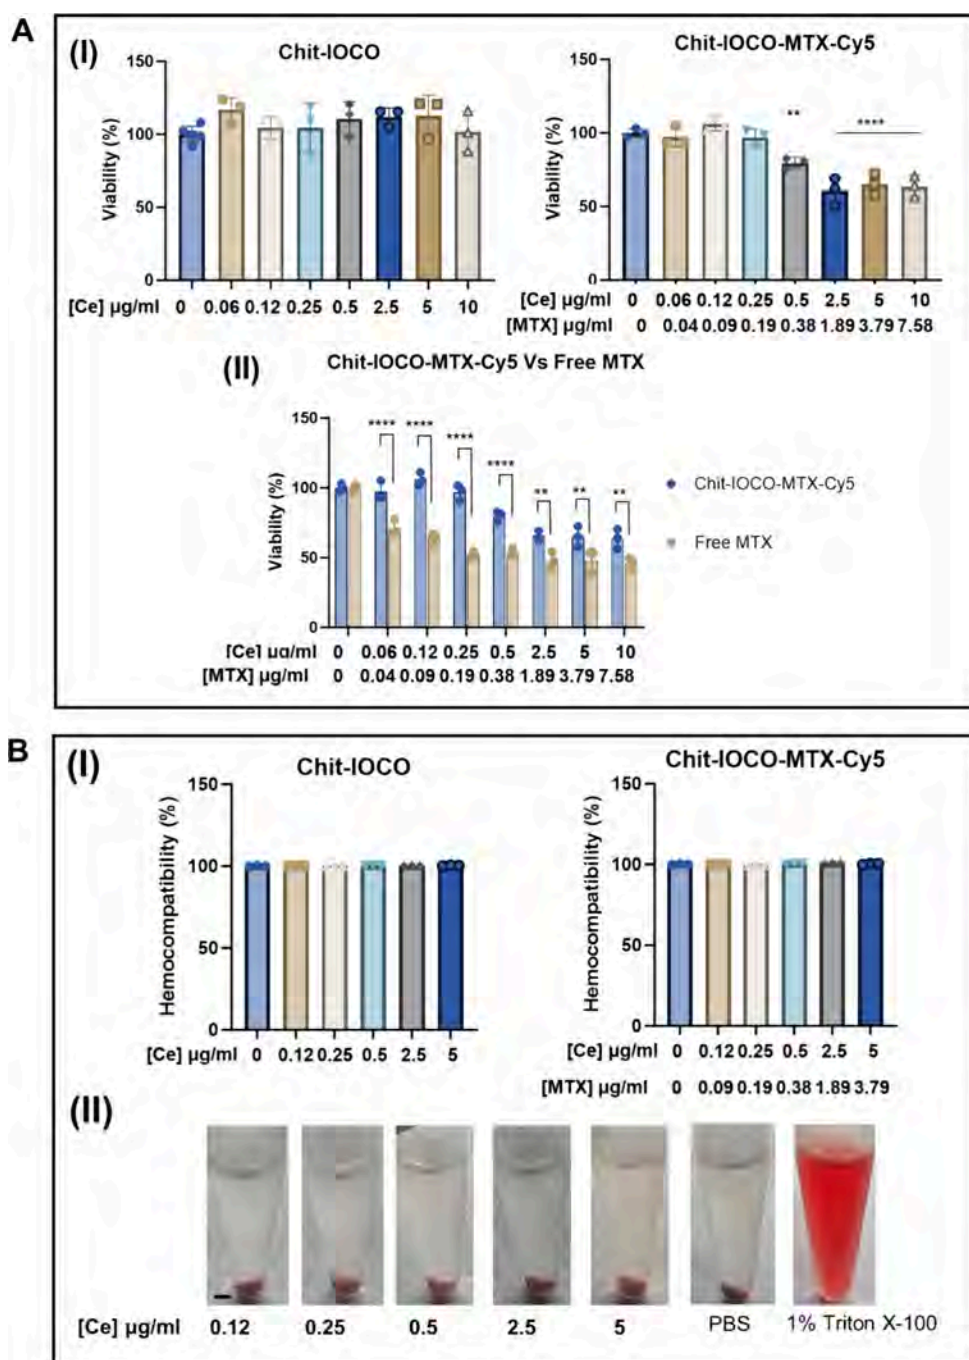 A
(I)
Chit-IOCO
Viability (%)
150
100
50
0
[Ce] µg/ml 0 0.06 0.12 0.25 0.5 2.5 5 10
Chit-IOCO-MTX-Cy5
Viability (%)
150
100
50
0
** ****
[Ce] µg/ml 0 0.06 0.12 0.25 0.5 2.5 5 10
[MTX] µg/ml 0 0.04 0.09 0.19 0.38 1.89 3.79 7.58
(II)
Chit-IOCO-MTX-Cy5 Vs Free MTX
Viability (%)
150
100
50
0
**** **** **** **** ** ** **
Chit-IOCO-MTX-Cy5
Free MTX
[Ce] µg/ml 0 0.06 0.12 0.25 0.5 2.5 5 10
[MTX] µg/ml 0 0.04 0.09 0.19 0.38 1.89 3.79 7.58
B
(I)
Chit-IOCO
Hemocompatibility (%)
150
100
50
0
[Ce] µg/ml 0 0.12 0.25 0.5 2.5 5
Chit-IOCO-MTX-Cy5
Hemocompatibility (%)
150
100
50
0
[Ce] µg/ml 0 0.12 0.25 0.5 2.5 5
[MTX] µg/ml 0 0.09 0.19 0.38 1.89 3.79
(II)
[Ce] µg/ml 0.12 0.25 0.5 2.5 5 PBS 1% Triton X-100